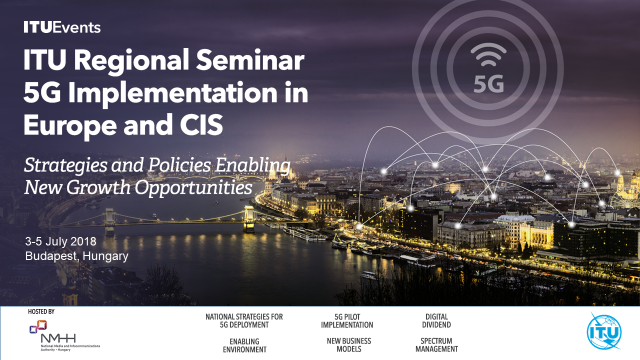 ITUEvents
ITU Regional Seminar
5G Implementation in
Europe and CIS
Strategies and Policies Enabling
New Growth Opportunities
3-5 July 2018
Budapest, Hungary
5G
HOSTED BY
NMHH
National Media and Infocommunications
Authority • Hungary
NATIONAL STRATEGIES FOR
5G DEPLOYMENT
5G PILOT
IMPLEMENTATION
DIGITAL
DIVIDEND
ENABLING
ENVIRONMENT
NEW BUSINESS
MODELS
SPECTRUM
MANAGEMENT
ITU